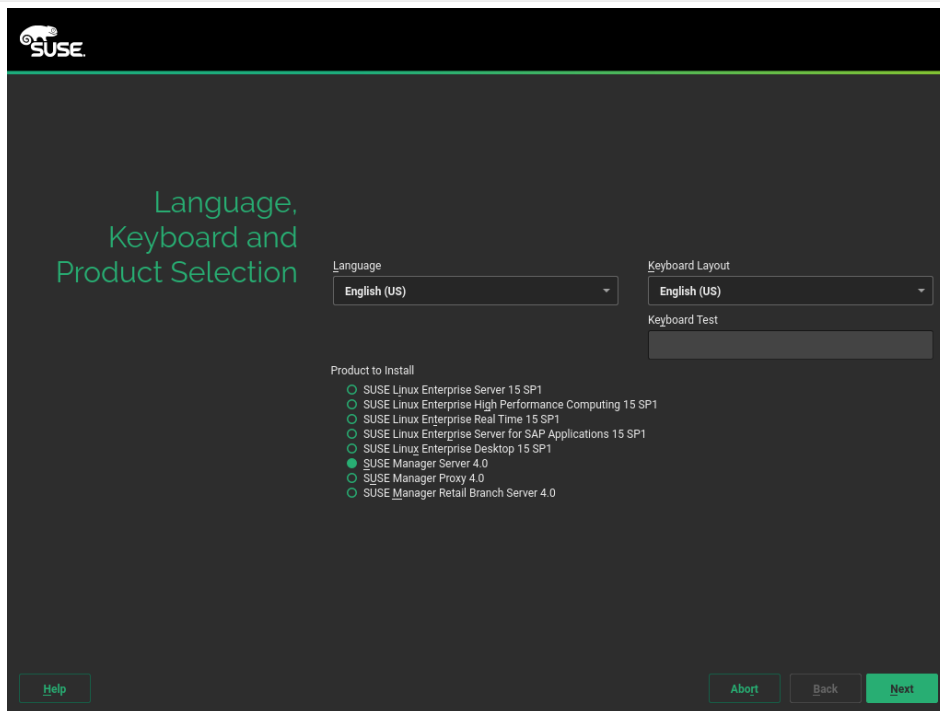 SUSE.
Language,
Keyboard and
Product Selection
Language
English (US)
Keyboard Layout
English (US)
Keyboard Test
Product to Install
SUSE Linux Enterprise Server 15 SP1
SUSE Linux Enterprise High Performance Computing 15 SP1
SUSE Linux Enterprise Real Time 15 SP1
SUSE Linux Enterprise Server for SAP Applications 15 SP1
SUSE Linux Enterprise Desktop 15 SP1
SUSE Manager Server 4.0
SUSE Manager Proxy 4.0
SUSE Manager Retail Branch Server 4.0
Help
Abort
Back
Next